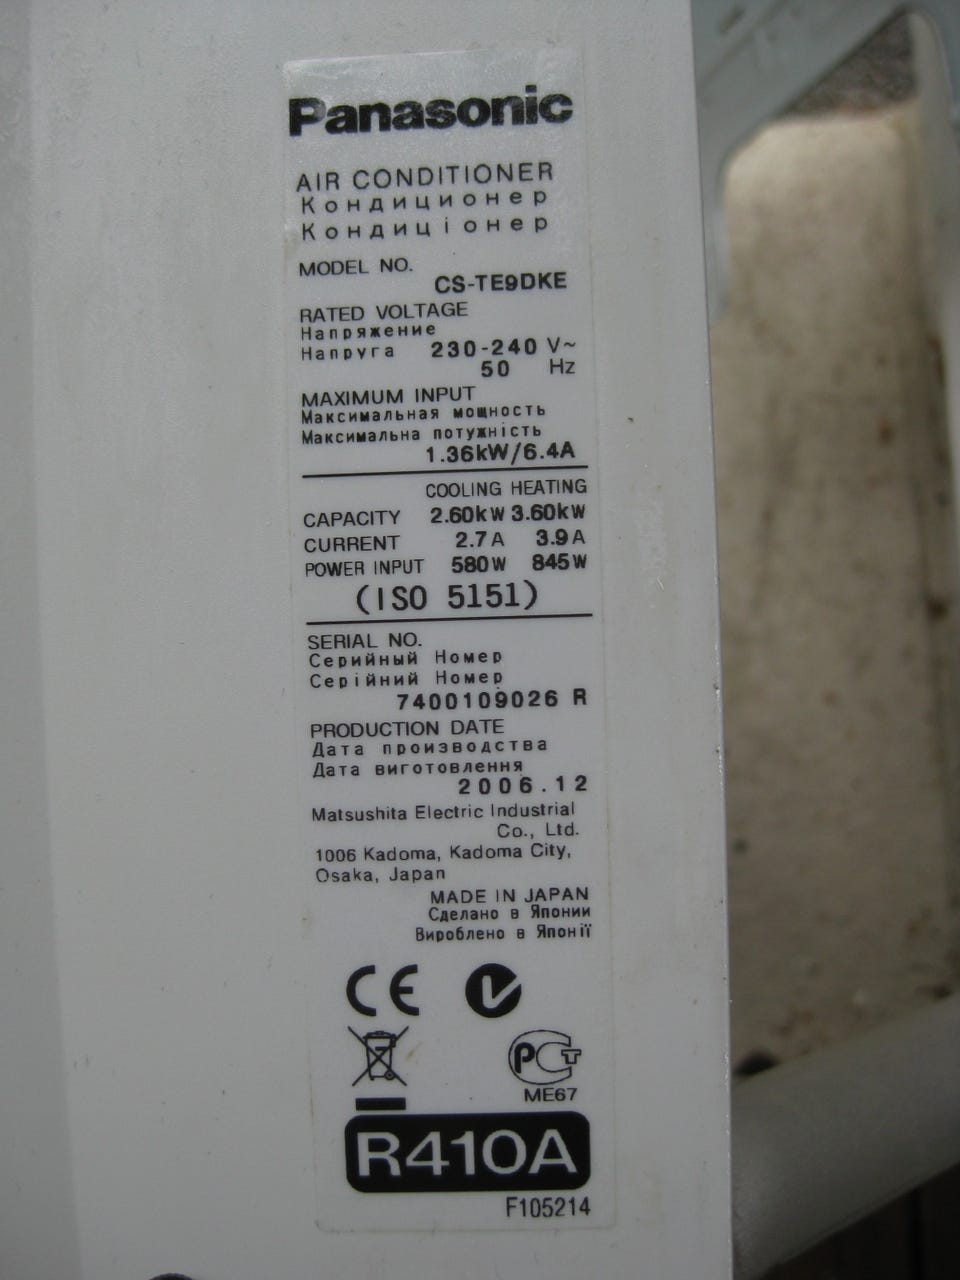 Panasonic
AIR CONDITIONER
Кондиционер
Кондиціонер
MODEL NO.
CS-TE9DKE
RATED VOLTAGE
Напряжение
Напруга 230-240 V~
50 Hz
MAXIMUM INPUT
Максимальная мощность
Максимальна потужність
1.36kW/6.4A
COOLING HEATING
CAPACITY 2.60kW 3.60kW
CURRENT 2.7A 3.9A
POWER INPUT 580W 845W
(ISO 5151)
SERIAL NO.
Серийный Номер
Серійний Номер
7400109026 R
PRODUCTION DATE
Дата производства
Дата виготовлення
2006.12
Matsushita Electric Industrial
Co., Ltd.
1006 Kadoma, Kadoma City,
Osaka, Japan
MADE IN JAPAN
Сделано в Японии
Вироблено в Японії
CE
РСТ
ME67
R410A
F105214